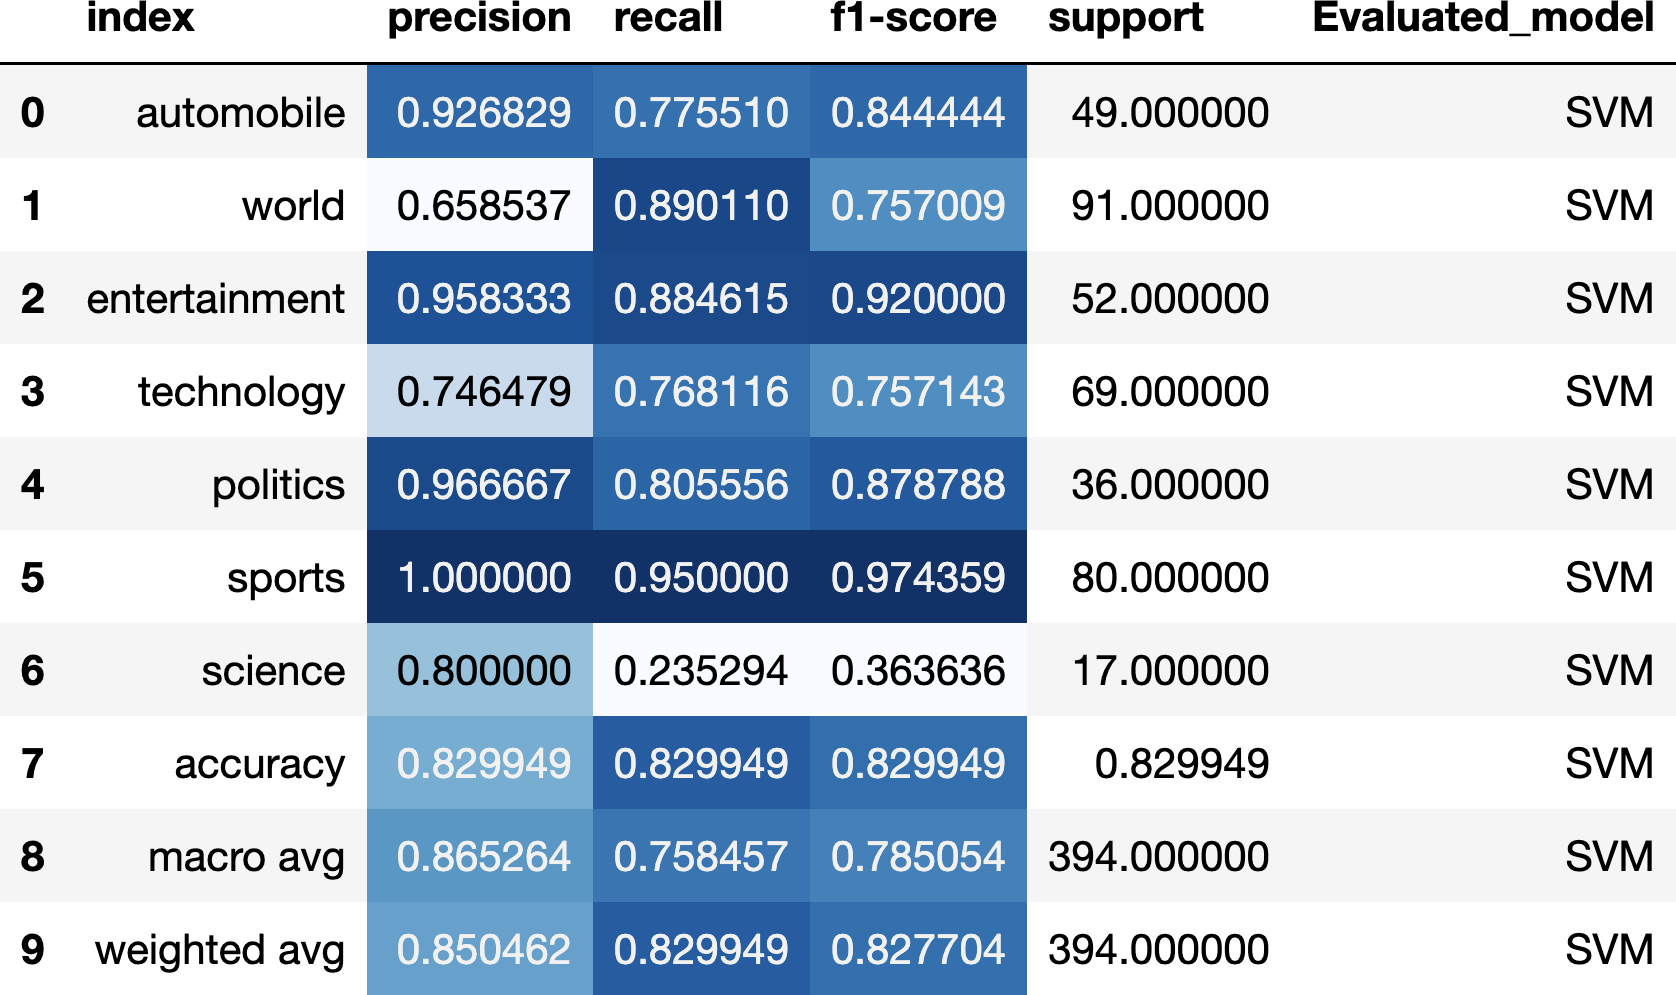 index precision recall f1-score support Evaluated_model
0 automobile 0.926829 0.775510 0.844444 49.000000 SVM
1 world 0.658537 0.890110 0.757009 91.000000 SVM
2 entertainment 0.958333 0.884615 0.920000 52.000000 SVM
3 technology 0.746479 0.768116 0.757143 69.000000 SVM
4 politics 0.966667 0.805556 0.878788 36.000000 SVM
5 sports 1.000000 0.950000 0.974359 80.000000 SVM
6 science 0.800000 0.235294 0.363636 17.000000 SVM
7 accuracy 0.829949 0.829949 0.829949 0.829949 SVM
8 macro avg 0.865264 0.758457 0.785054 394.000000 SVM
9 weighted avg 0.850462 0.829949 0.827704 394.000000 SVM